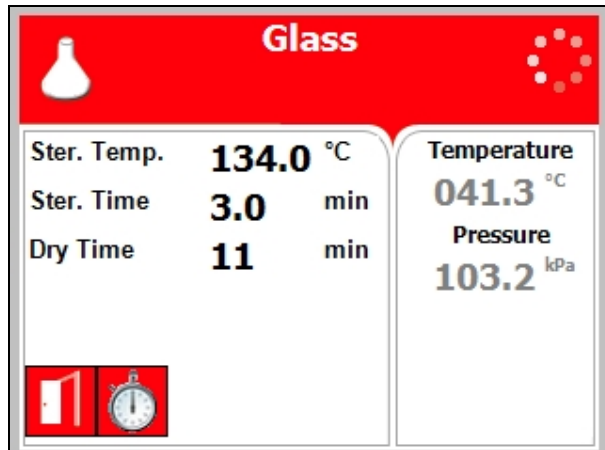 Glass
Ster. Temp. 134.0 °C
Ster. Time 3.0 min
Dry Time 11 min
Temperature
041.3 °C
Pressure
103.2 kPa